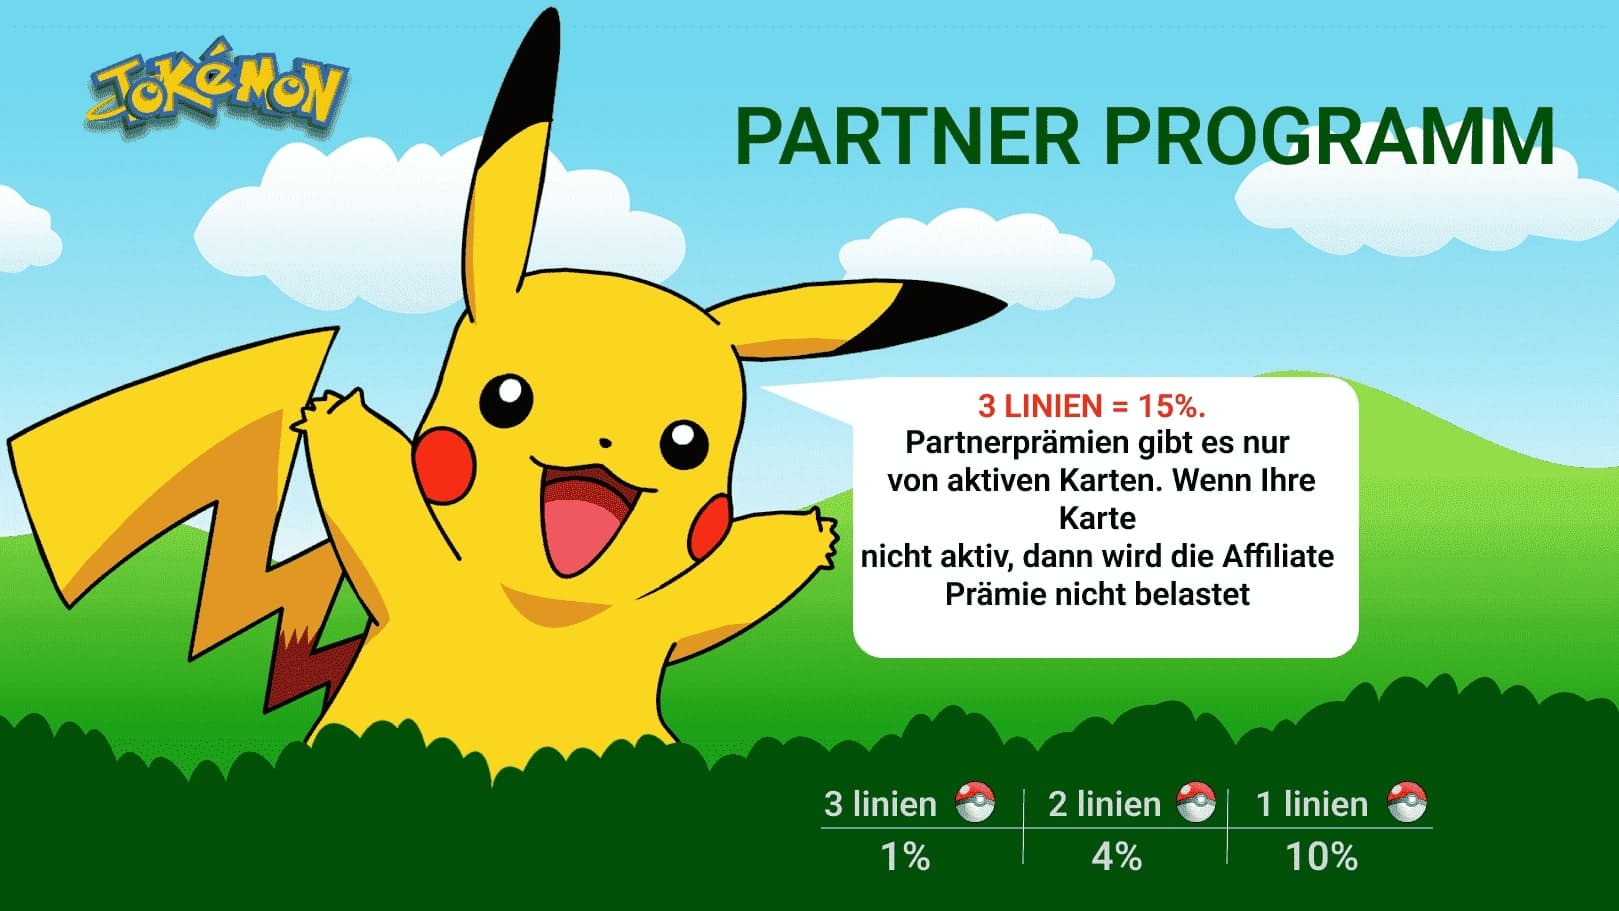 JOKÉMON
PARTNER PROGRAMM
3 LINIEN = 15%.
Partnerprämien gibt es nur
von aktiven Karten. Wenn Ihre
Karte
nicht aktiv, dann wird die Affiliate
Prämie nicht belastet
3 linien 2 linien 1 linien
1% 4% 10%